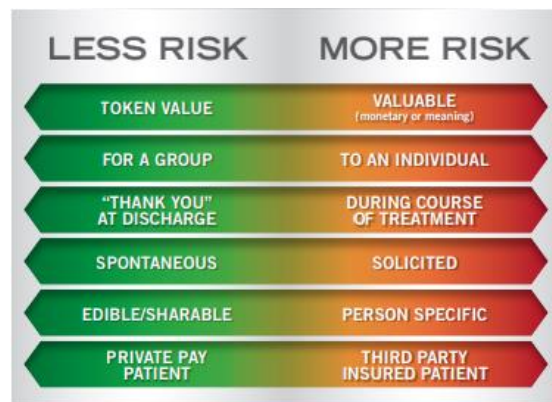 LESS RISK MORE RISK
TOKEN VALUE
VALUABLE
(monetary or meaning)
FOR A GROUP
TO AN INDIVIDUAL
“THANK YOU”
AT DISCHARGE
DURING COURSE
OF TREATMENT
SPONTANEOUS
SOLICITED
EDIBLE/SHARABLE
PERSON SPECIFIC
PRIVATE PAY
PATIENT
THIRD PARTY
INSURED PATIENT